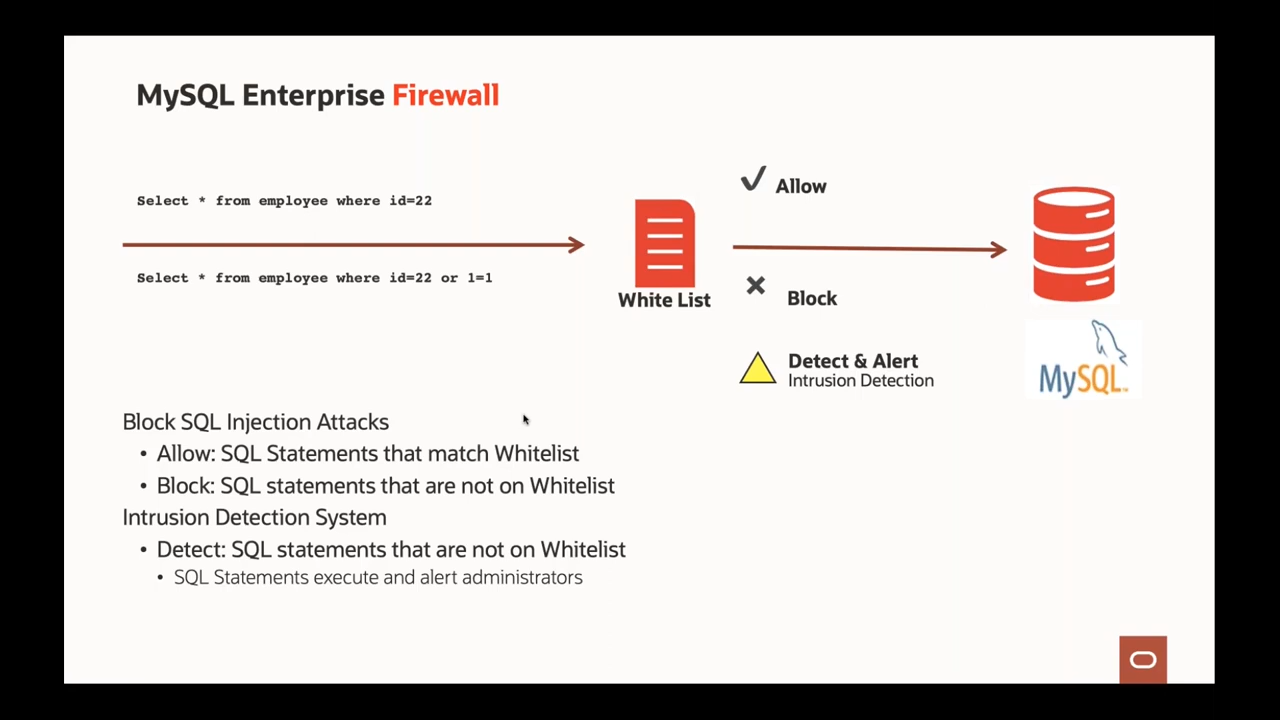 MySQL Enterprise Firewall
Select * from employee where id=22
Select * from employee where id=22 or 1=1
White List
Allow
Block
Detect & Alert
Intrusion Detection
MySQL™
Block SQL Injection Attacks
• Allow: SQL Statements that match Whitelist
• Block: SQL statements that are not on Whitelist
Intrusion Detection System
• Detect: SQL statements that are not on Whitelist
• SQL Statements execute and alert administrators